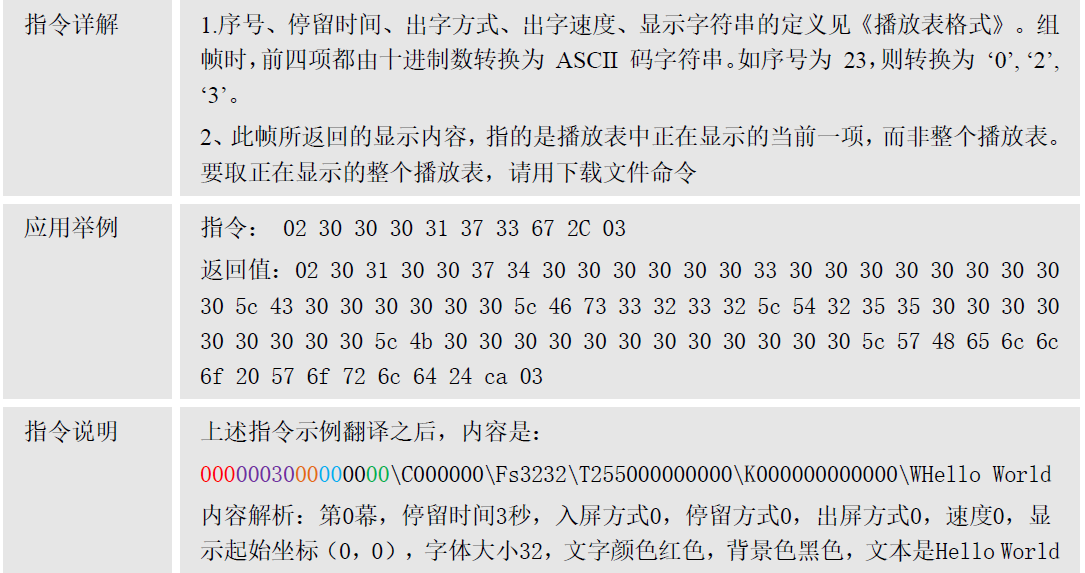 指令详解
1.序号、停留时间、出字方式、出字速度、显示字符串的定义见《播放表格式》。组
帧时，前四项都由十进制数转换为 ASCII 码字符串。如序号为 23，则转换为 ‘0’, ‘2’,
‘3’。
2、此帧所返回的显示内容，指的是播放表中正在显示的当前一项，而非整个播放表。
要取正在显示的整个播放表，请用下载文件命令
应用举例
指令： 02 30 30 30 31 37 33 67 2C 03
返回值：02 30 31 30 30 37 34 30 30 30 30 30 30 33 30 30 30 30 30 30 30 30
30 5c 43 30 30 30 30 30 30 5c 46 73 33 32 33 32 5c 54 32 35 35 30 30 30 30
30 30 30 30 30 5c 4b 30 30 30 30 30 30 30 30 30 30 30 30 5c 57 48 65 6c 6c
6f 20 57 6f 72 6c 64 24 ca 03
指令说明
上述指令示例翻译之后，内容是：
0000003000000000\C000000\Fs3232\T255000000000\K000000000000\WHello World
内容解析：第0幕，停留时间3秒，入屏方式0，停留方式0，出屏方式0，速度0，显
示起始坐标（0，0），字体大小32，文字颜色红色，背景色黑色，文本是Hello World